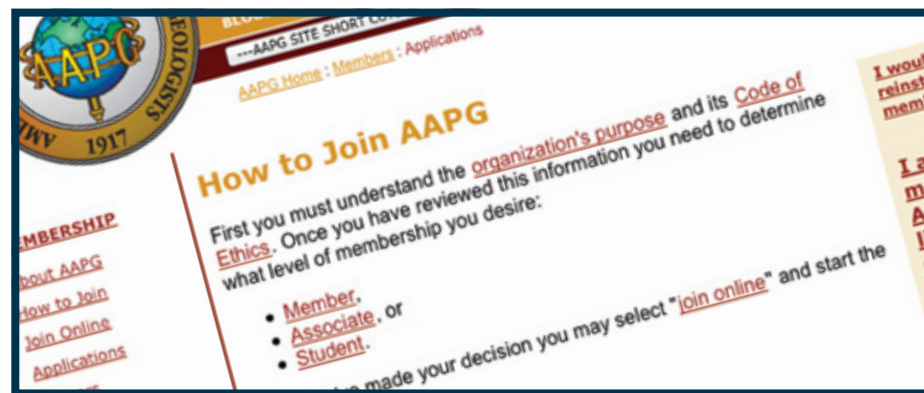 AAPG
1917
---AAPG SITE SHORT
AAPG Home : Members : Applications
How to Join AAPG
First you must understand the organization's purpose and its Code of
Ethics. Once you have reviewed this information you need to determine
what level of membership you desire:
Member,
Associate, or
Student.
made your decision you may select "join online" and start the
MBERSHIP
bout AAPG
How to Join
Join Online
Applications
I
reinst
mem
I a
m
A